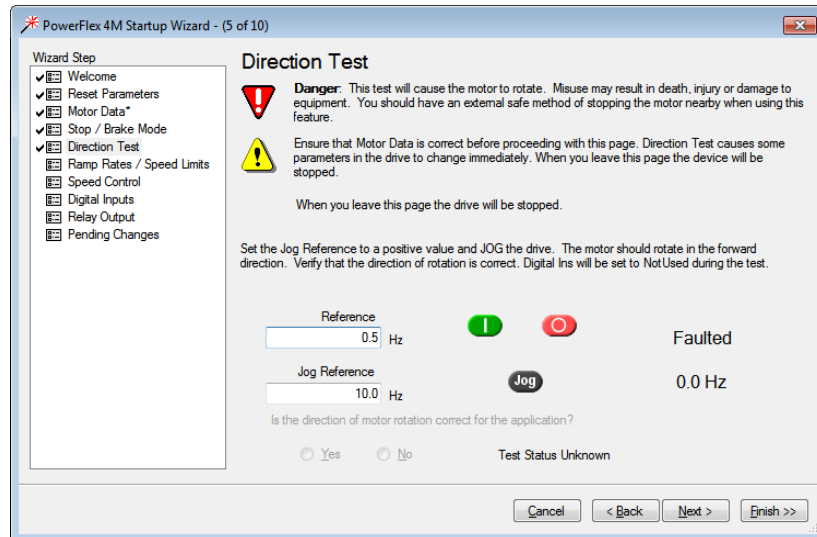 PowerFlex 4M Startup Wizard - (5 of 10)
Wizard Step
Welcome
Reset Parameters
Motor Data*
Stop / Brake Mode
Direction Test
Ramp Rates / Speed Limits
Speed Control
Digital Inputs
Relay Output
Pending Changes
Direction Test
Danger: This test will cause the motor to rotate. Misuse may result in death, injury or damage to
equipment. You should have an external safe method of stopping the motor nearby when using this
feature.
Ensure that Motor Data is correct before proceeding with this page. Direction Test causes some
parameters in the drive to change immediately. When you leave this page the device will be
stopped.
When you leave this page the drive will be stopped.
Set the Jog Reference to a positive value and JOG the drive. The motor should rotate in the forward
direction. Verify that the direction of rotation is correct. Digital Ins will be set to NotUsed during the test.
Reference
0.5 Hz
Faulted
Jog Reference
10.0 Hz
Jog
0.0 Hz
Is the direction of motor rotation correct for the application?
Yes No Test Status Unknown
Cancel < Back Next > Finish >>